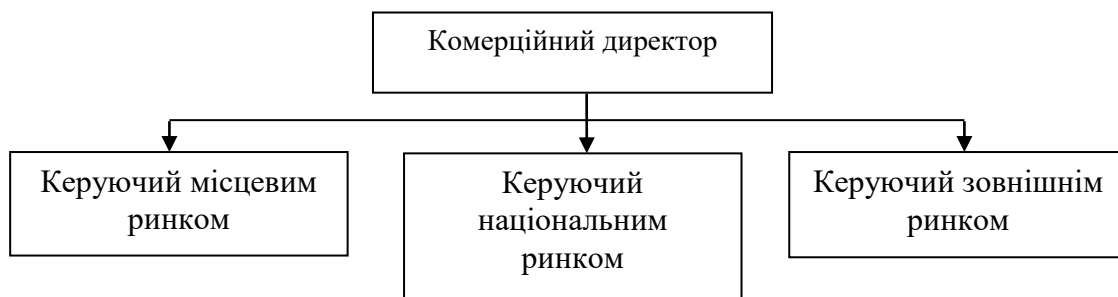 Комерційний директор
Керуючий місцевим
ринком
Керуючий
національним
ринком
Керуючий зовнішнім
ринком